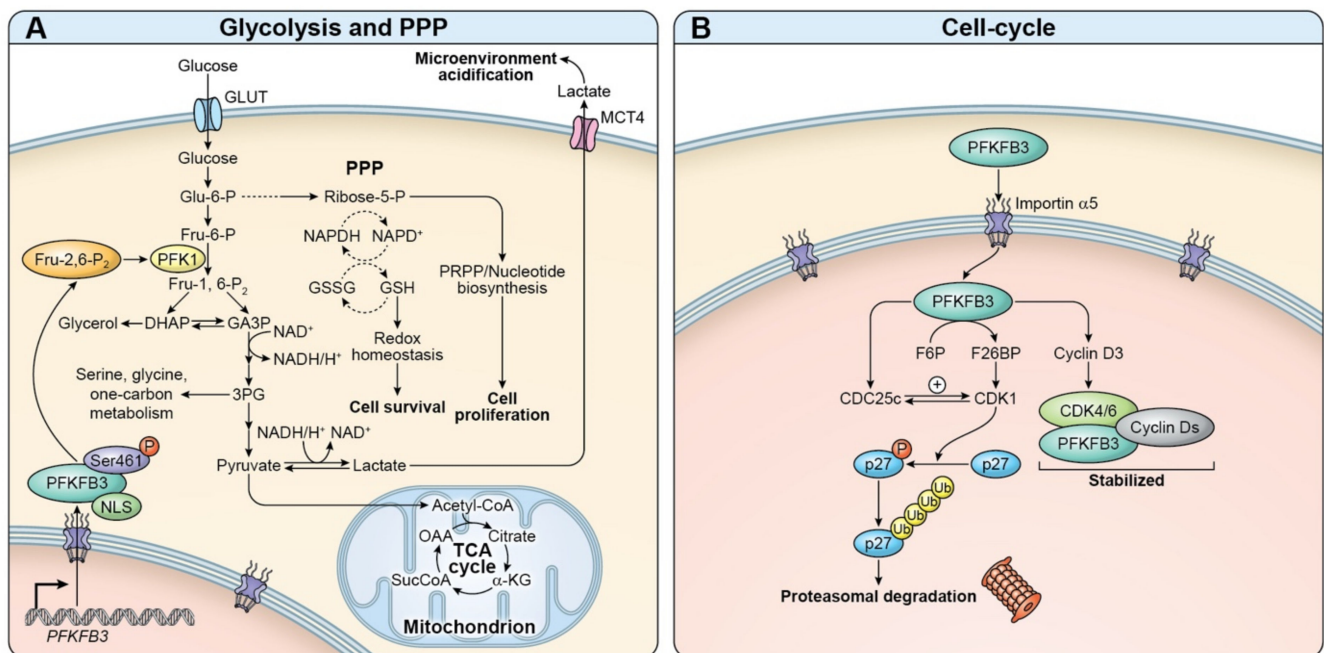 A
Glycolysis and PPP
Glucose
GLUT
Glucose
Glu-6-P
Fru-6-P
Fru-2,6-P₂
PFK1
Fru-1, 6-P₂
Glycerol
DHAP
GA3P
NAD⁺
NADH/H⁺
Serine, glycine,
one-carbon
metabolism
3PG
NADH/H⁺
NAD⁺
Pyruvate
Lactate
Microenvironment
acidification
Lactate
MCT4
PPP
Ribose-5-P
NAPDH
NAPD⁺
GSSG
GSH
Redox
homeostasis
Cell survival
PRPP/Nucleotide
biosynthesis
Cell
proliferation
P
Ser461
PFKFB3
NLS
PFKFB3
Acetyl-CoA
OAA
Citrate
TCA
cycle
SucCoA
α-KG
Mitochondrion
B
Cell-cycle
PFKFB3
Importin α5
PFKFB3
F6P
F26BP
Cyclin D3
+
CDC25c
CDK1
CDK4/6
Cyclin Ds
PFKFB3
Stabilized
P
p27
p27
Ub
Ub
Ub
Ub
p27
Proteasomal degradation